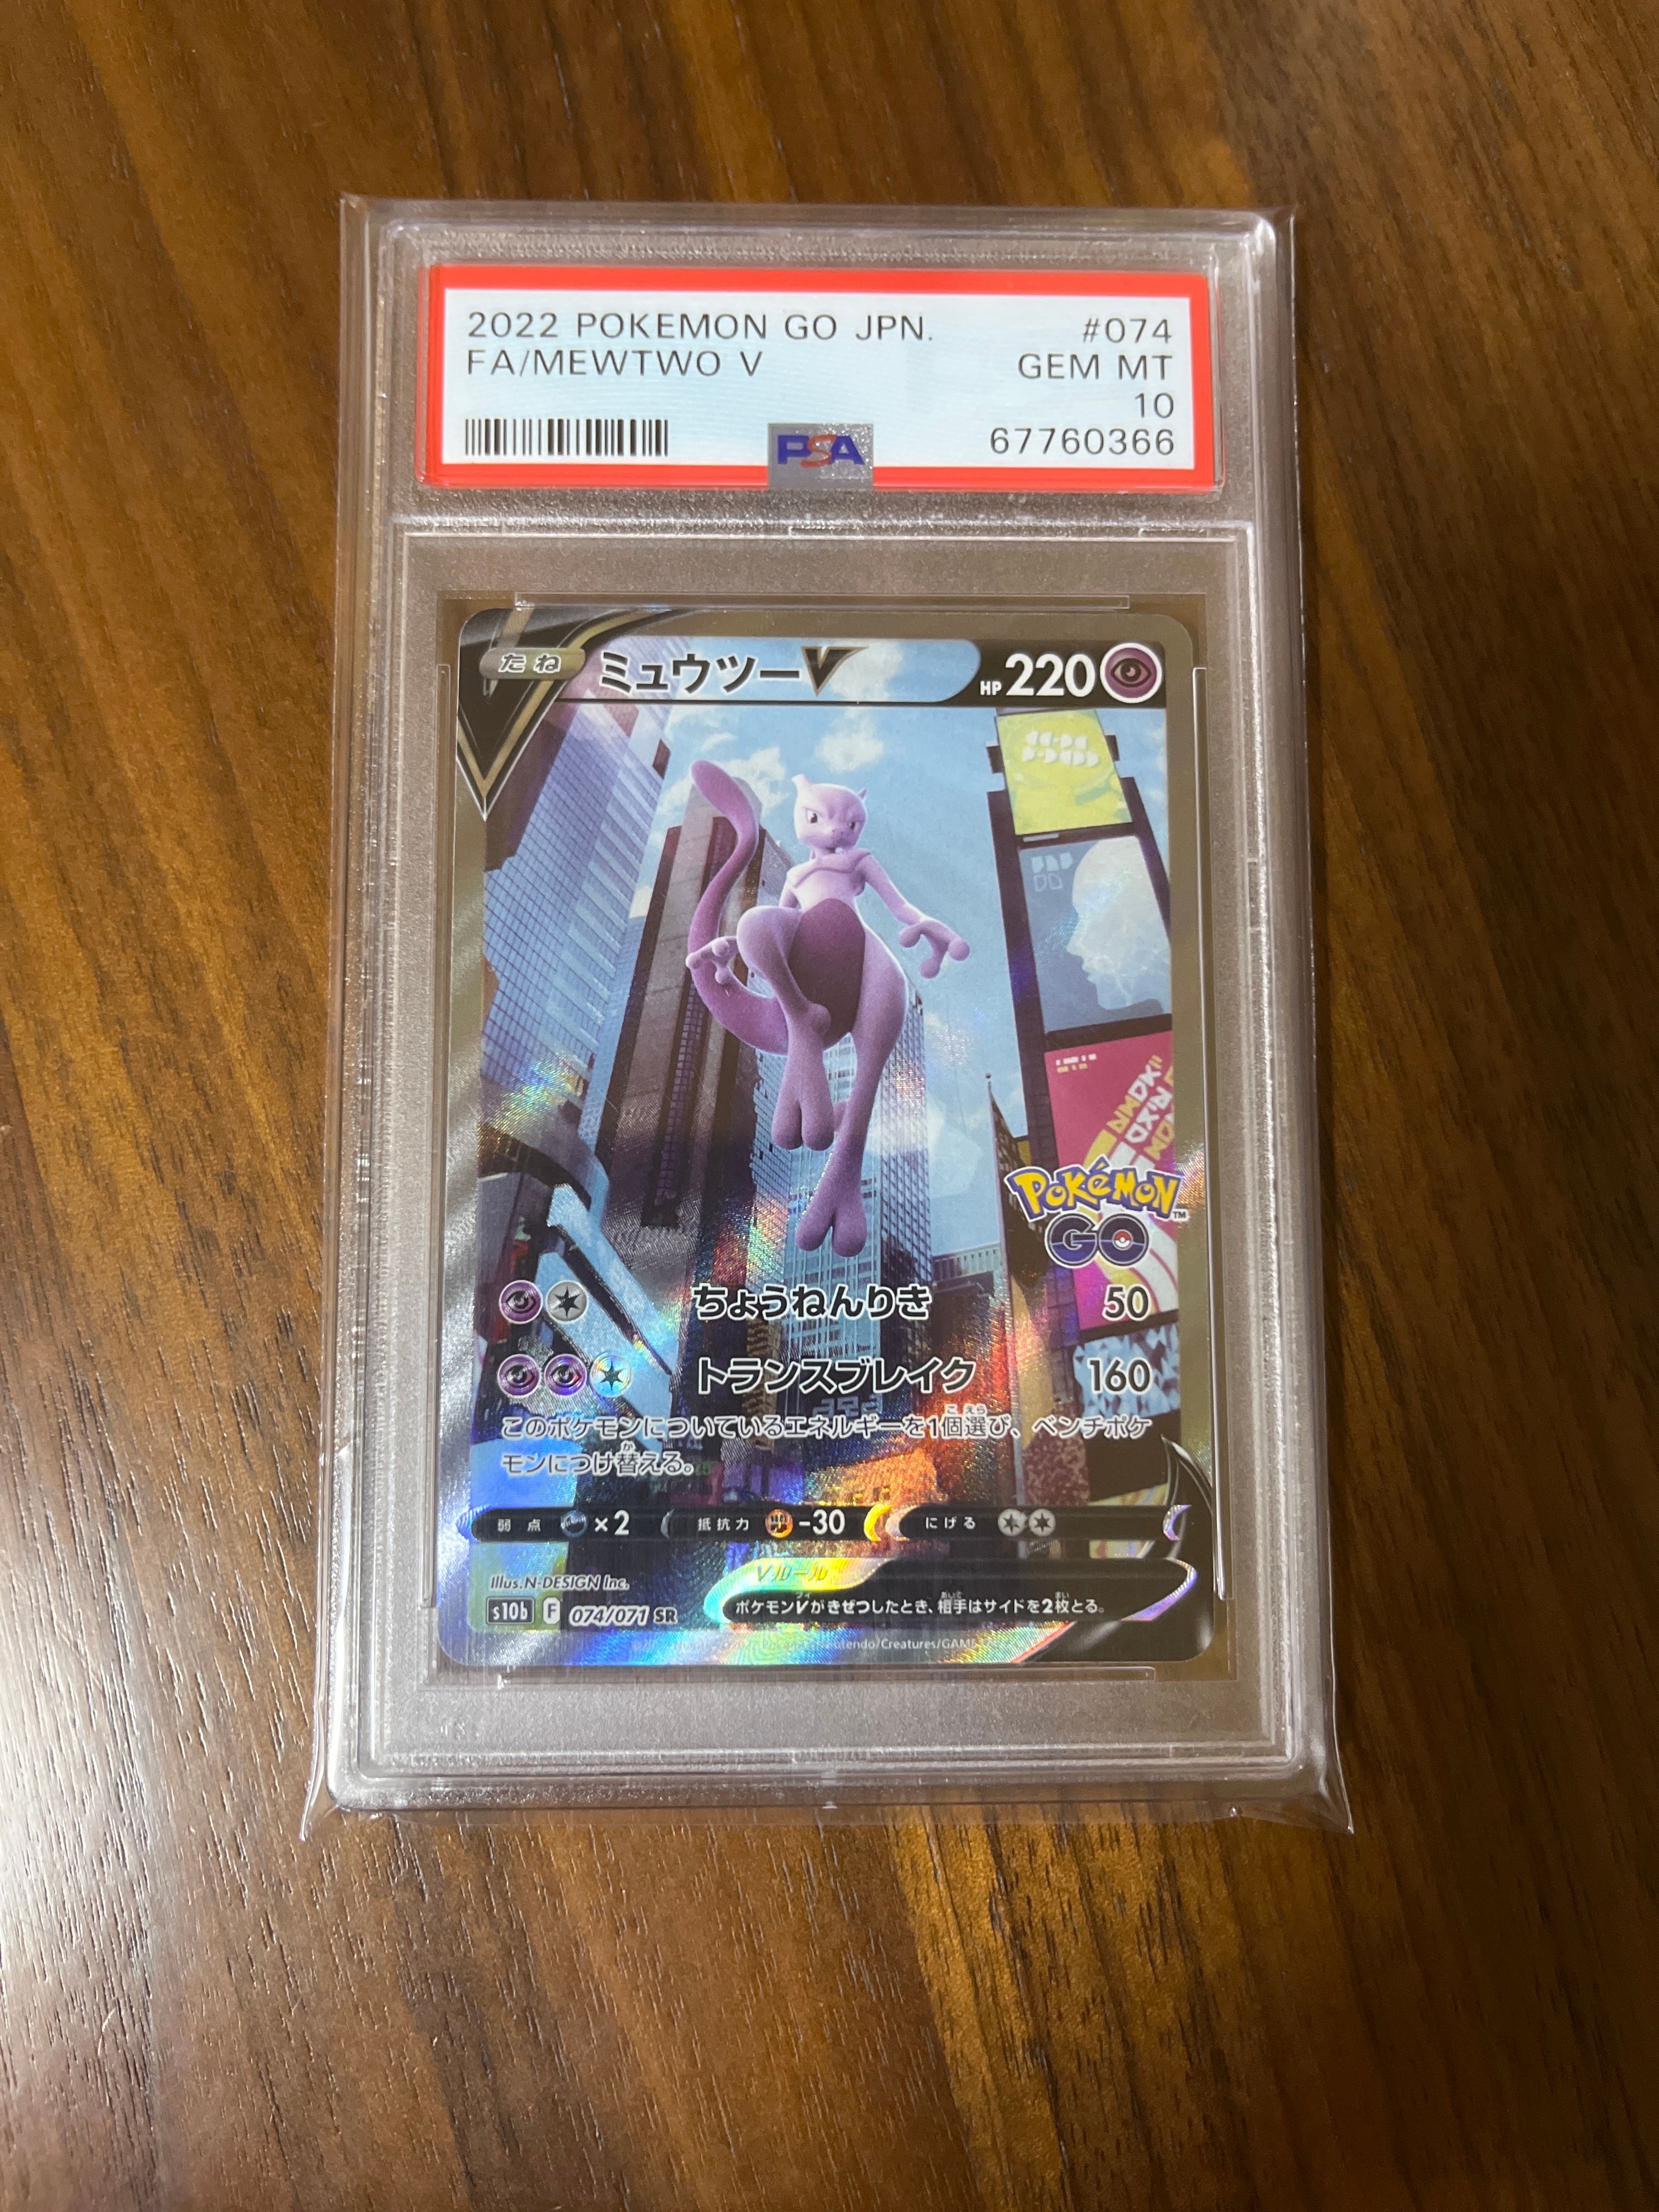 2022 POKEMON GO JPN. #074
FA/MEWTWO V GEM MT
10
PSA 67760366
たね ミュウツーV HP 220
Pokémon™
GO
ちょうねんりき 50
トランスブレイク 160
このポケモンについているエネルギーを1個選び、ベンチポケ
モンにつけ替える。
弱点 ×2 抵抗力 -30 にげる
Vルール
ポケモンVがきぜつしたとき、相手はサイドを2枚とる。
Illus.N-DESIGN Inc.
s10b F 074/071 SR
Nintendo/Creatures/GAME